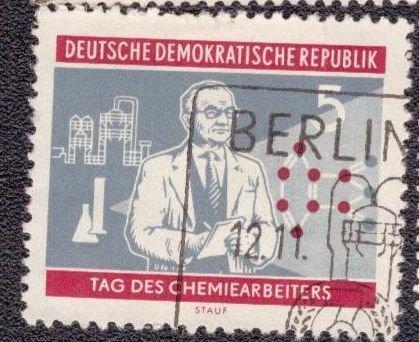 DEUTSCHE DEMOKRATISCHE REPUBLIK
5
BERLIN
12.11.
TAG DES CHEMIEARBEITERS
STAUF